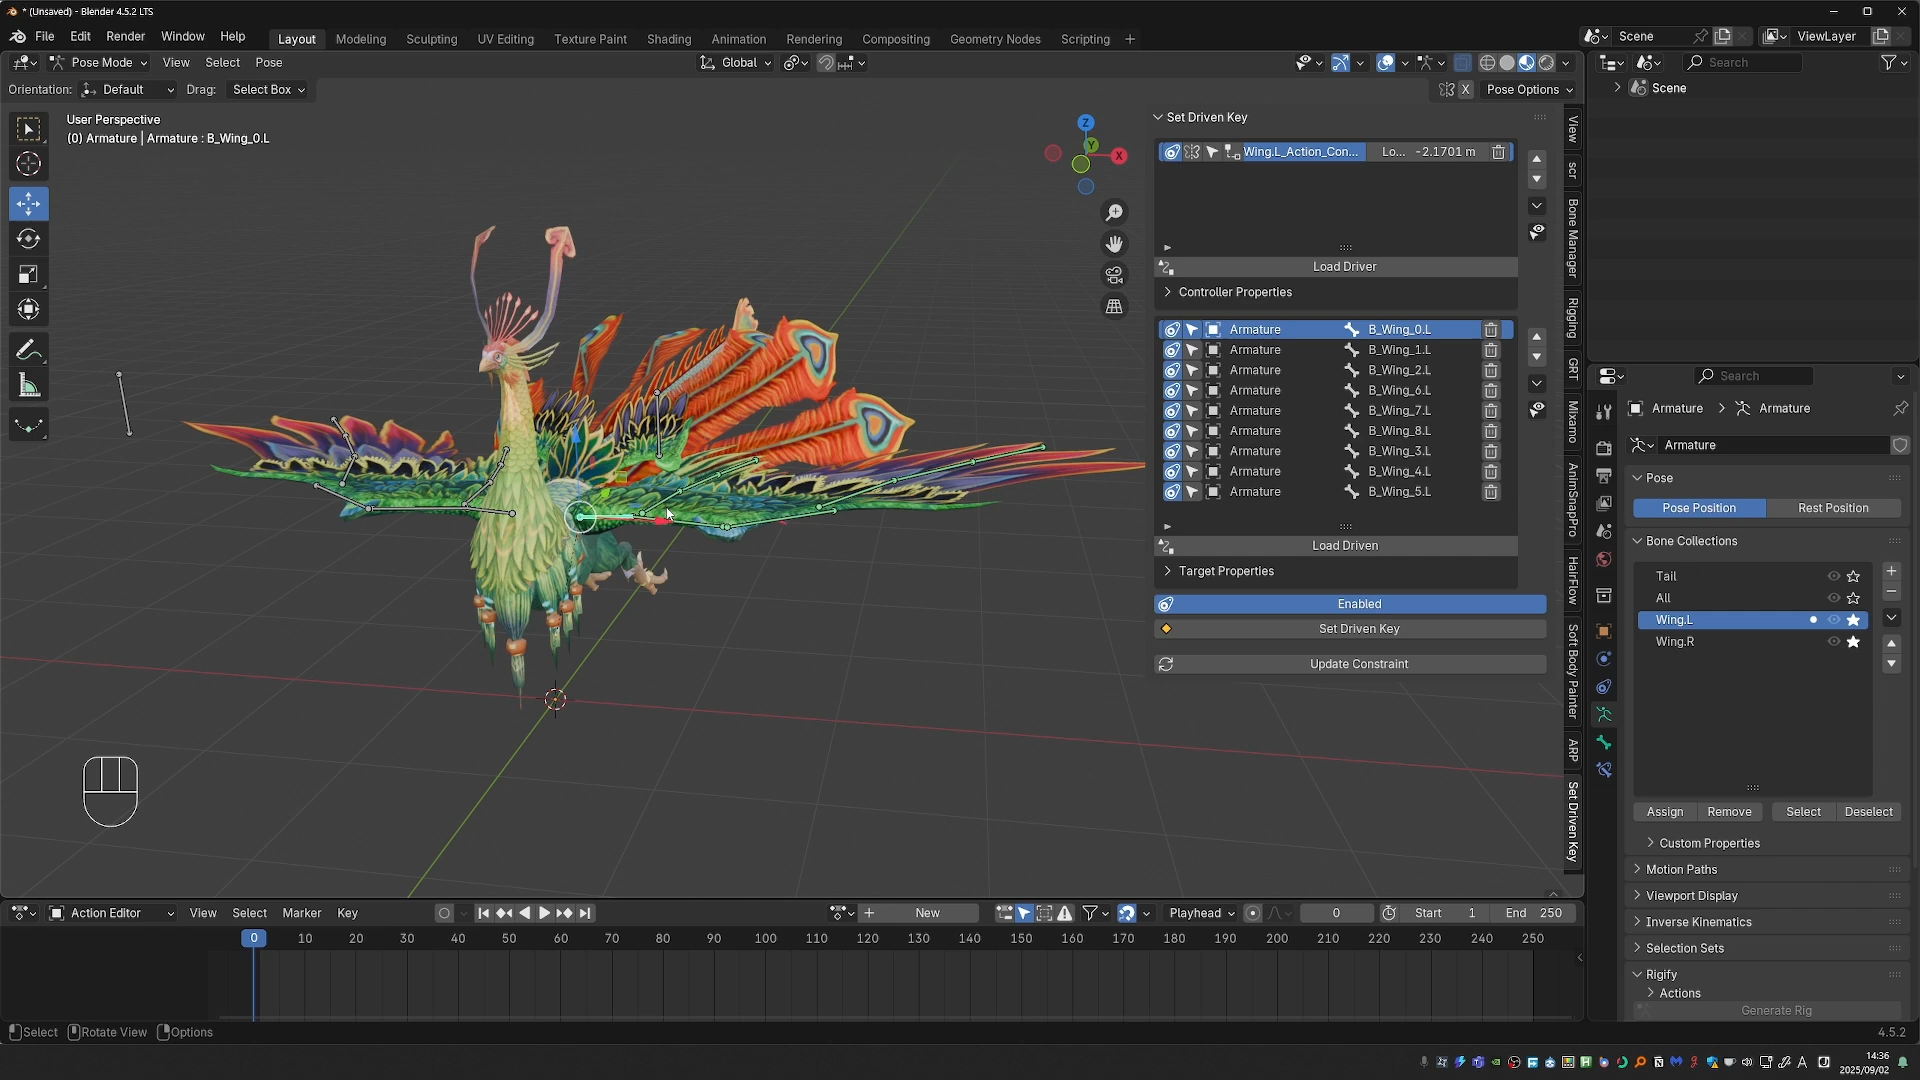 * (Unsaved) - Blender 4.5.2 LTS
File Edit Render Window Help Layout Modeling Sculpting UV Editing Texture Paint Shading Animation Rendering Compositing Geometry Nodes Scripting + Scene ViewLayer
Pose Mode View Select Pose Global Search
Orientation: Default Drag: Select Box X Pose Options Scene
User Perspective
(0) Armature | Armature : B_Wing_0.L
Z
Y
X
Set Driven Key
Wing.L_Action_Con... Lo... -2.1701 m
Load Driver
Controller Properties
Armature B_Wing_0.L
Armature B_Wing_1.L
Armature B_Wing_2.L
Armature B_Wing_6.L
Armature B_Wing_7.L
Armature B_Wing_8.L
Armature B_Wing_3.L
Armature B_Wing_4.L
Armature B_Wing_5.L
Load Driven
Target Properties
Enabled
Set Driven Key
Update Constraint
View
scr
Bone Manager
Rigging
GRT
Mixamo
AnimSnapPro
HairFlow
Soft Body Painter
ARP
Set Driven Key
Search
Armature > Armature
Armature
Pose
Pose Position Rest Position
Bone Collections
Tail
All
Wing.L
Wing.R
Assign Remove Select Deselect
Custom Properties
Motion Paths
Viewport Display
Inverse Kinematics
Selection Sets
Rigify
Actions
Generate Rig
Action Editor View Select Marker Key New Playhead 0 Start 1 End 250
0 10 20 30 40 50 60 70 80 90 100 110 120 130 140 150 160 170 180 190 200 210 220 230 240 250
Select Rotate View Options 4.5.2
14:36
2025/09/02